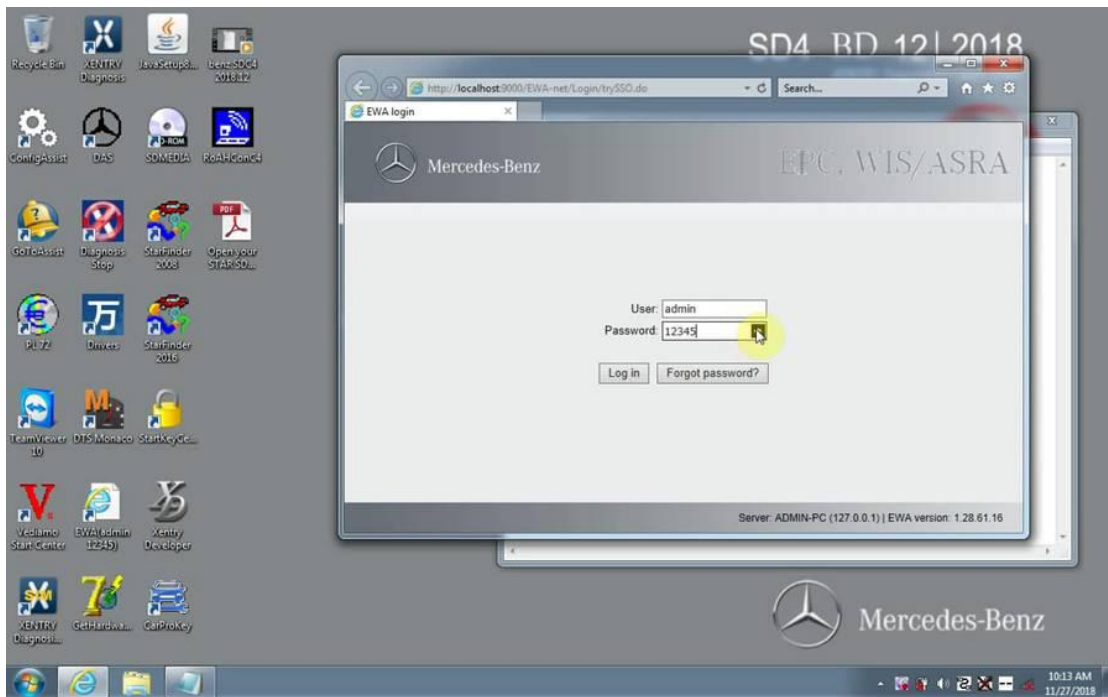 SD4 BD 12|2018
Recycle Bin
XENTRY Diagnosis
JavaSetup8...
benz SDC4 2018.12
ConfigAssist
DAS
SDMEDIA
RoAHConC4
GoToAssist
Diagnosis Stop
StarFinder 2008
Open your STAR SD...
PL72
Drivers
StarFinder 2016
TeamViewer 10
DTS Monaco
StartKeyGe...
Vediamo Start Center
EWA(admin 12345)
Xentry Developer
XENTRY Diagnosi...
GetHardwa...
CarProKey
http://localhost:9000/EWA-net/Login/trySSO.do
Search...
EWA login
Mercedes-Benz
EPC, WIS/ASRA
User: admin
Password: 12345
Log in
Forgot password?
Server: ADMIN-PC (127.0.0.1) | EWA version: 1.28.61.16
Mercedes-Benz
10:13 AM
11/27/2018